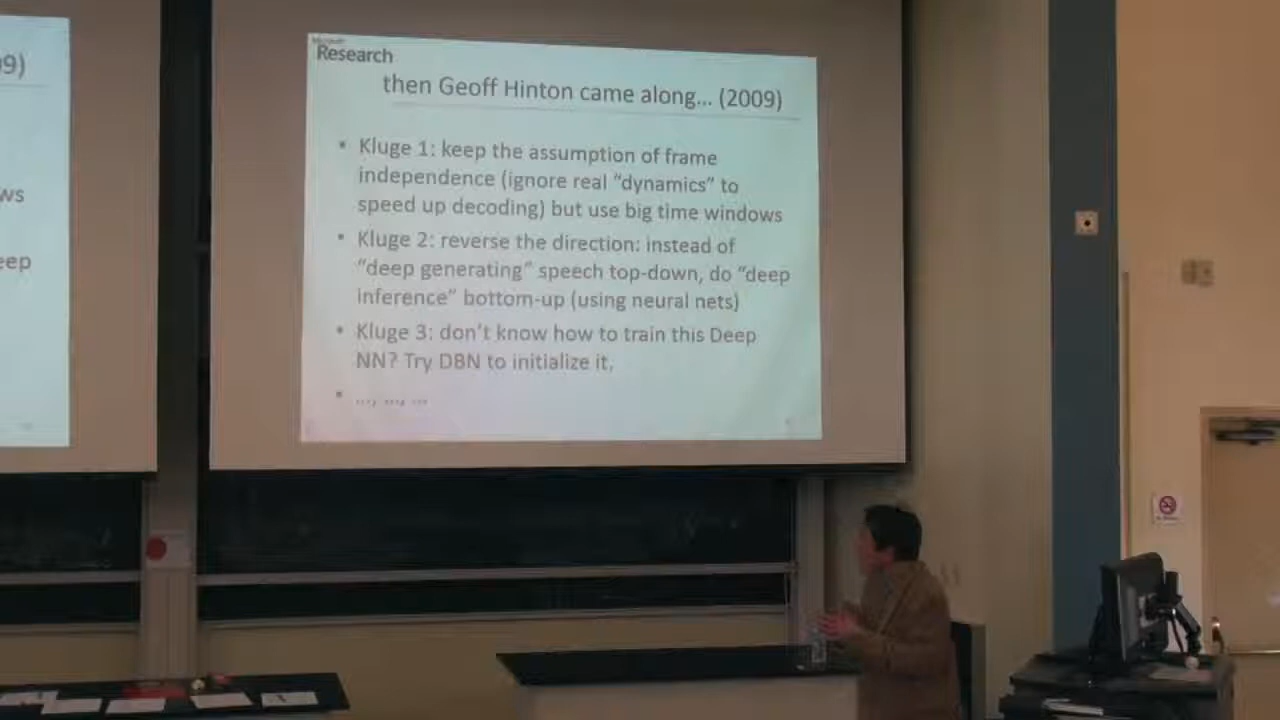 09)
ws
eep
Microsoft
Research
then Geoff Hinton came along... (2009)
• Kluge 1: keep the assumption of frame
independence (ignore real “dynamics” to
speed up decoding) but use big time windows
• Kluge 2: reverse the direction: instead of
“deep generating” speech top-down, do “deep
inference” bottom-up (using neural nets)
• Kluge 3: don’t know how to train this Deep
NN? Try DBN to initialize it.